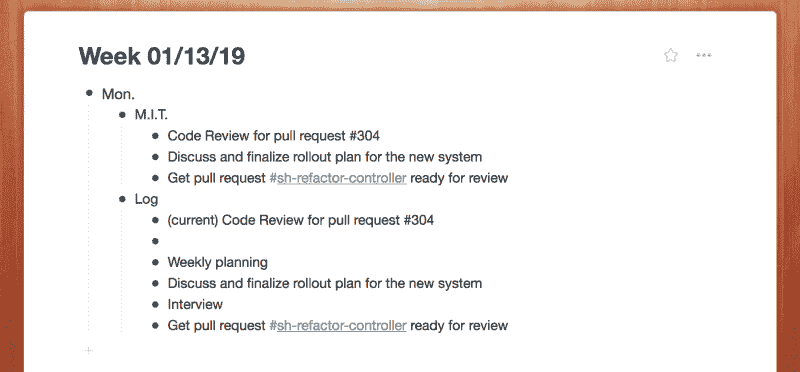 Week 01/13/19
Mon.
M.I.T.
Code Review for pull request #304
Discuss and finalize rollout plan for the new system
Get pull request #sh-refactor-controller ready for review
Log
(current) Code Review for pull request #304
Weekly planning
Discuss and finalize rollout plan for the new system
Interview
Get pull request #sh-refactor-controller ready for review